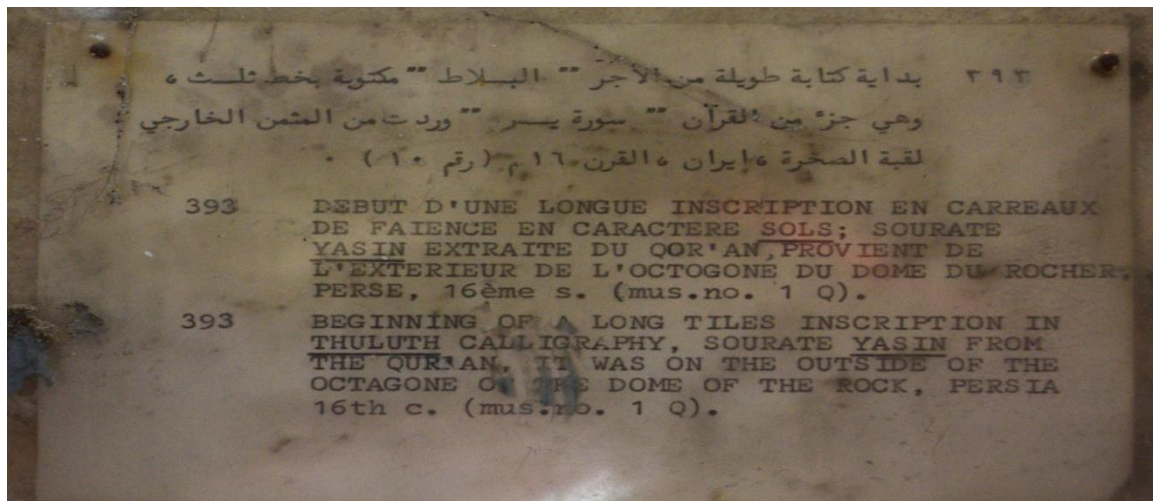 ٣٩٣ بداية كتابة طويلة من الآجر "" البــلاط "" مكتوبة بخط ثلــث ،
وهي جزء من القرآن "" سورة يســر "" وردت من المثمن الخارجي
لقبة الصخرة ، ايران ، القرن ١٦ م ( رقم ١٠ ) ٠
393 DEBUT D'UNE LONGUE INSCRIPTION EN CARREAUX
DE FAIENCE EN CARACTERE SOLS; SOURATE
YASIN EXTRAITE DU QOR'AN,PROVIENT DE
L'EXTERIEUR DE L'OCTOGONE DU DOME DU ROCHER,
PERSE, 16ème s. (mus.no. 1 Q).
393 BEGINNING OF A LONG TILES INSCRIPTION IN
THULUTH CALLIGRAPHY, SOURATE YASIN FROM
THE QUR'AN. IT WAS ON THE OUTSIDE OF THE
OCTAGONE OF THE DOME OF THE ROCK, PERSIA
16th c. (mus.no. 1 Q).